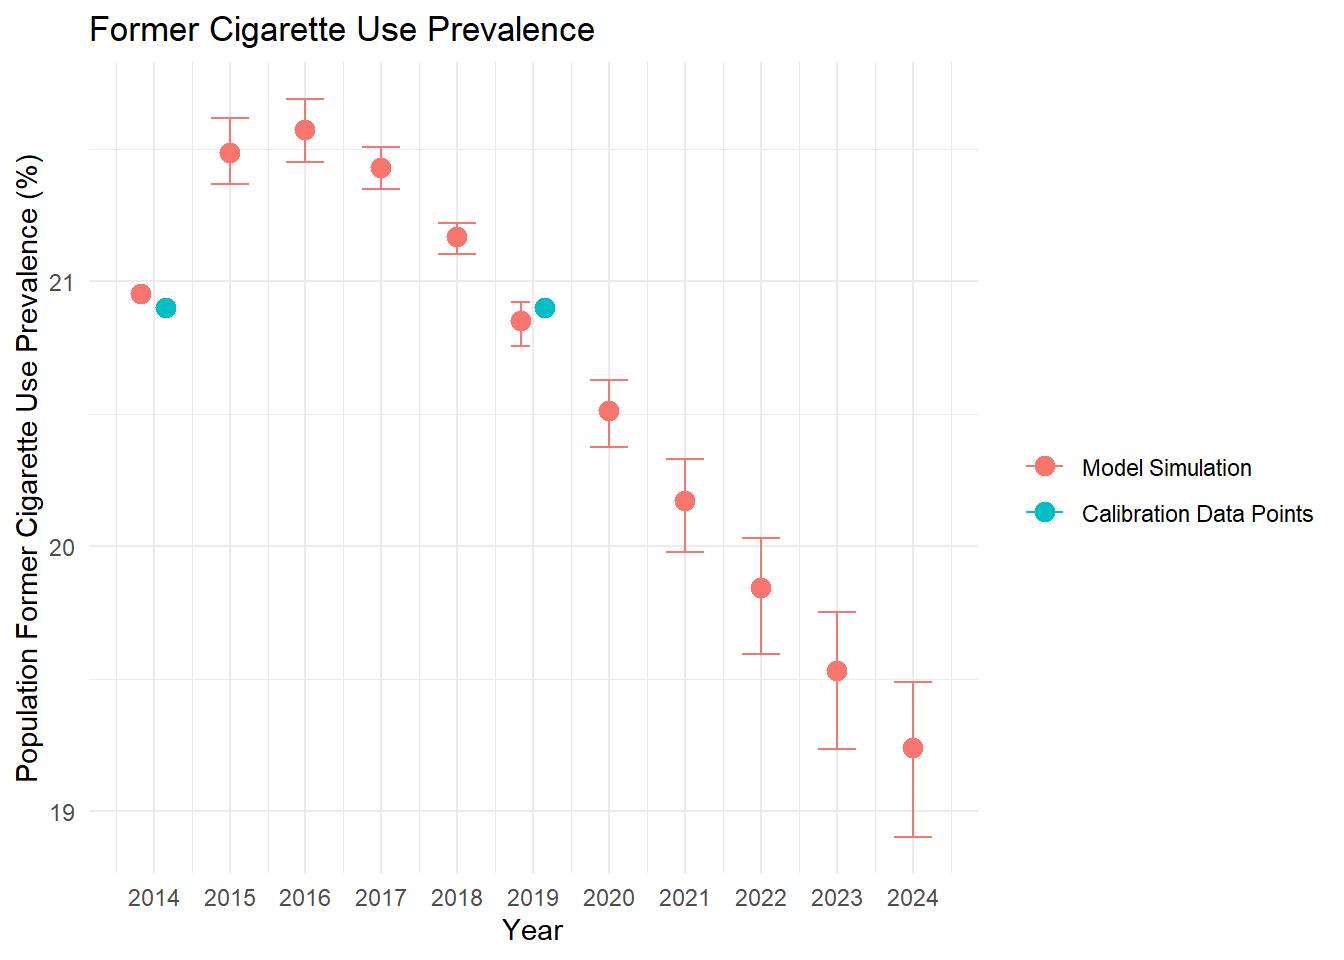 Former Cigarette Use Prevalence
Population Former Cigarette Use Prevalence (%)
21
20
19
2014 2015 2016 2017 2018 2019 2020 2021 2022 2023 2024
Year
Model Simulation
Calibration Data Points